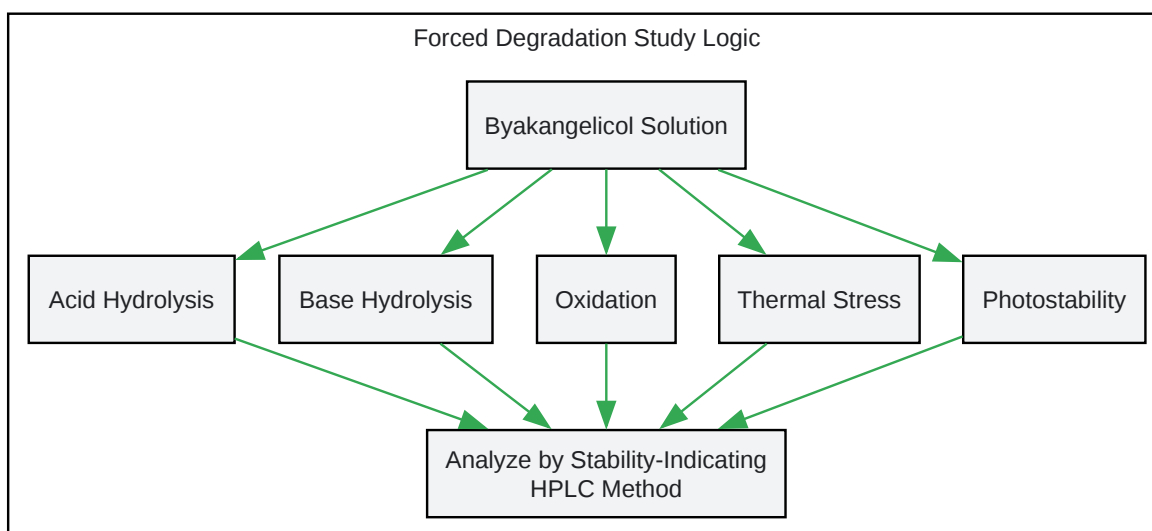 Forced Degradation Study Logic
Byakangelicol Solution
Acid Hydrolysis
Base Hydrolysis
Oxidation
Thermal Stress
Photostability
Analyze by Stability-Indicating
HPLC Method